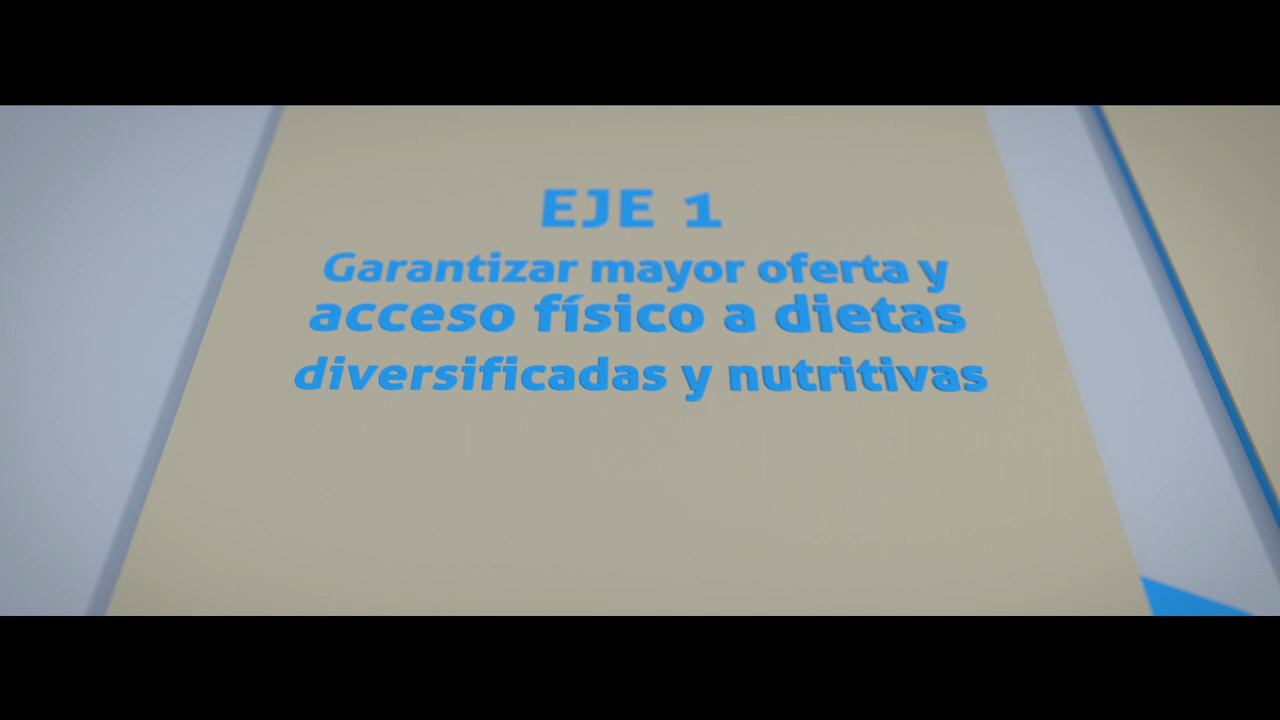 EJE 1
Garantizar mayor oferta y
acceso físico a dietas
diversificadas y nutritivas